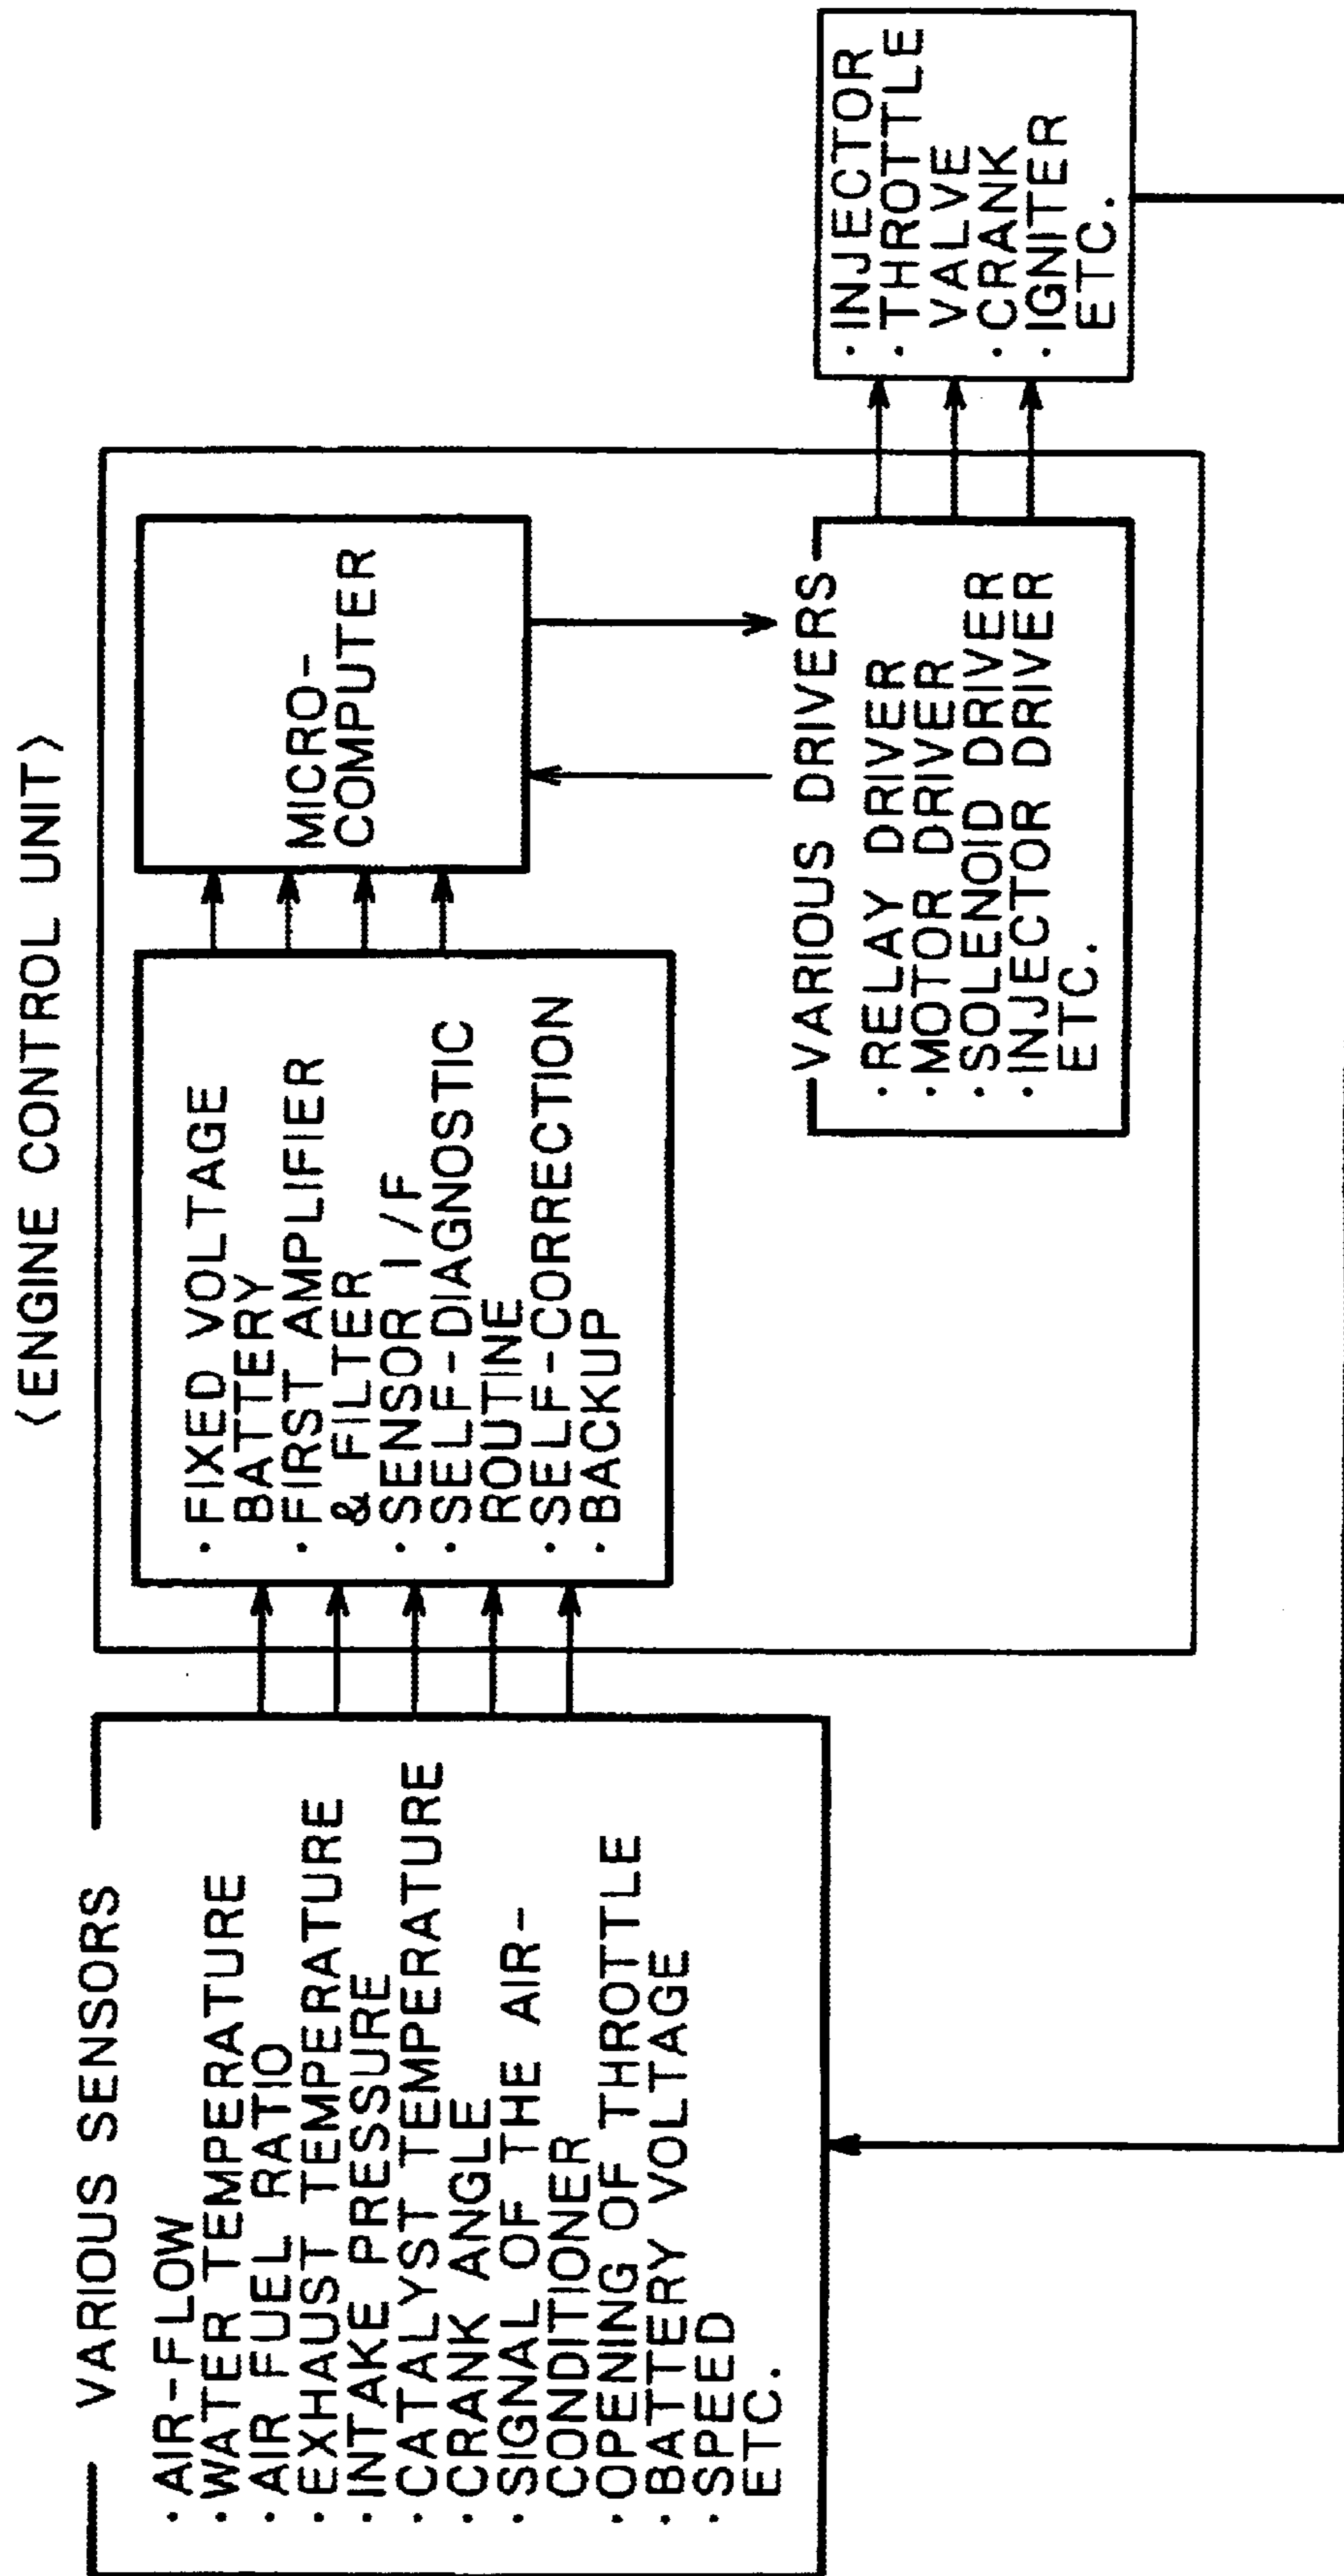 〈ENGINE CONTROL UNIT〉
VARIOUS SENSORS
· AIR-FLOW
· WATER TEMPERATURE
· AIR FUEL RATIO
· EXHAUST TEMPERATURE
· INTAKE PRESSURE
· CATALYST TEMPERATURE
· CRANK ANGLE
· SIGNAL OF THE AIR-
CONDITIONER
· OPENING OF THROTTLE
· BATTERY VOLTAGE
· SPEED
ETC.
· FIXED VOLTAGE
BATTERY
· FIRST AMPLIFIER
& FILTER
· SENSOR I/F
· SELF-DIAGNOSTIC
ROUTINE
· SELF-CORRECTION
· BACKUP
MICRO-
COMPUTER
VARIOUS DRIVERS
· RELAY DRIVER
· MOTOR DRIVER
· SOLENOID DRIVER
· INJECTOR DRIVER
ETC.
· INJECTOR
· THROTTLE
VALVE
· CRANK
· IGNITER
ETC.